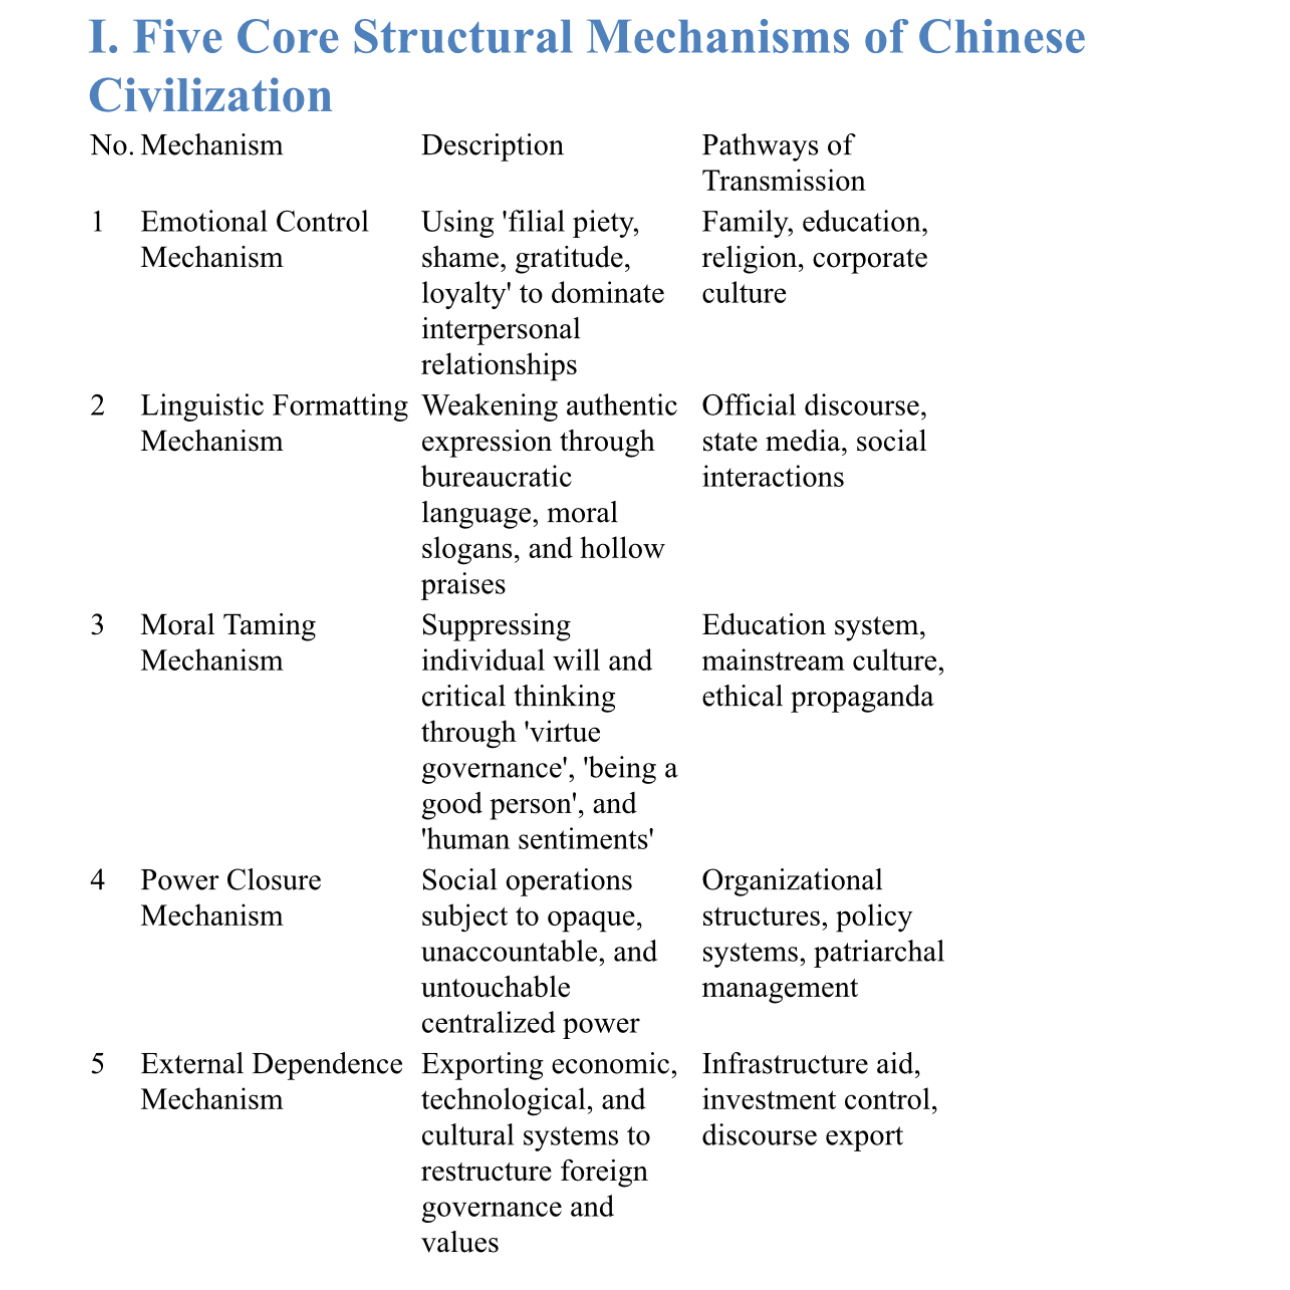 I. Five Core Structural Mechanisms of Chinese
Civilization
No. Mechanism Description Pathways of
Transmission
1 Emotional Control Using 'filial piety, Family, education,
Mechanism shame, gratitude, religion, corporate
loyalty' to dominate culture
interpersonal
relationships
2 Linguistic Formatting Weakening authentic Official discourse,
Mechanism expression through state media, social
bureaucratic interactions
language, moral
slogans, and hollow
praises
3 Moral Taming Suppressing Education system,
Mechanism individual will and mainstream culture,
critical thinking ethical propaganda
through 'virtue
governance', 'being a
good person', and
'human sentiments'
4 Power Closure Social operations Organizational
Mechanism subject to opaque, structures, policy
unaccountable, and systems, patriarchal
untouchable management
centralized power
5 External Dependence Exporting economic, Infrastructure aid,
Mechanism technological, and investment control,
cultural systems to discourse export
restructure foreign
governance and
values